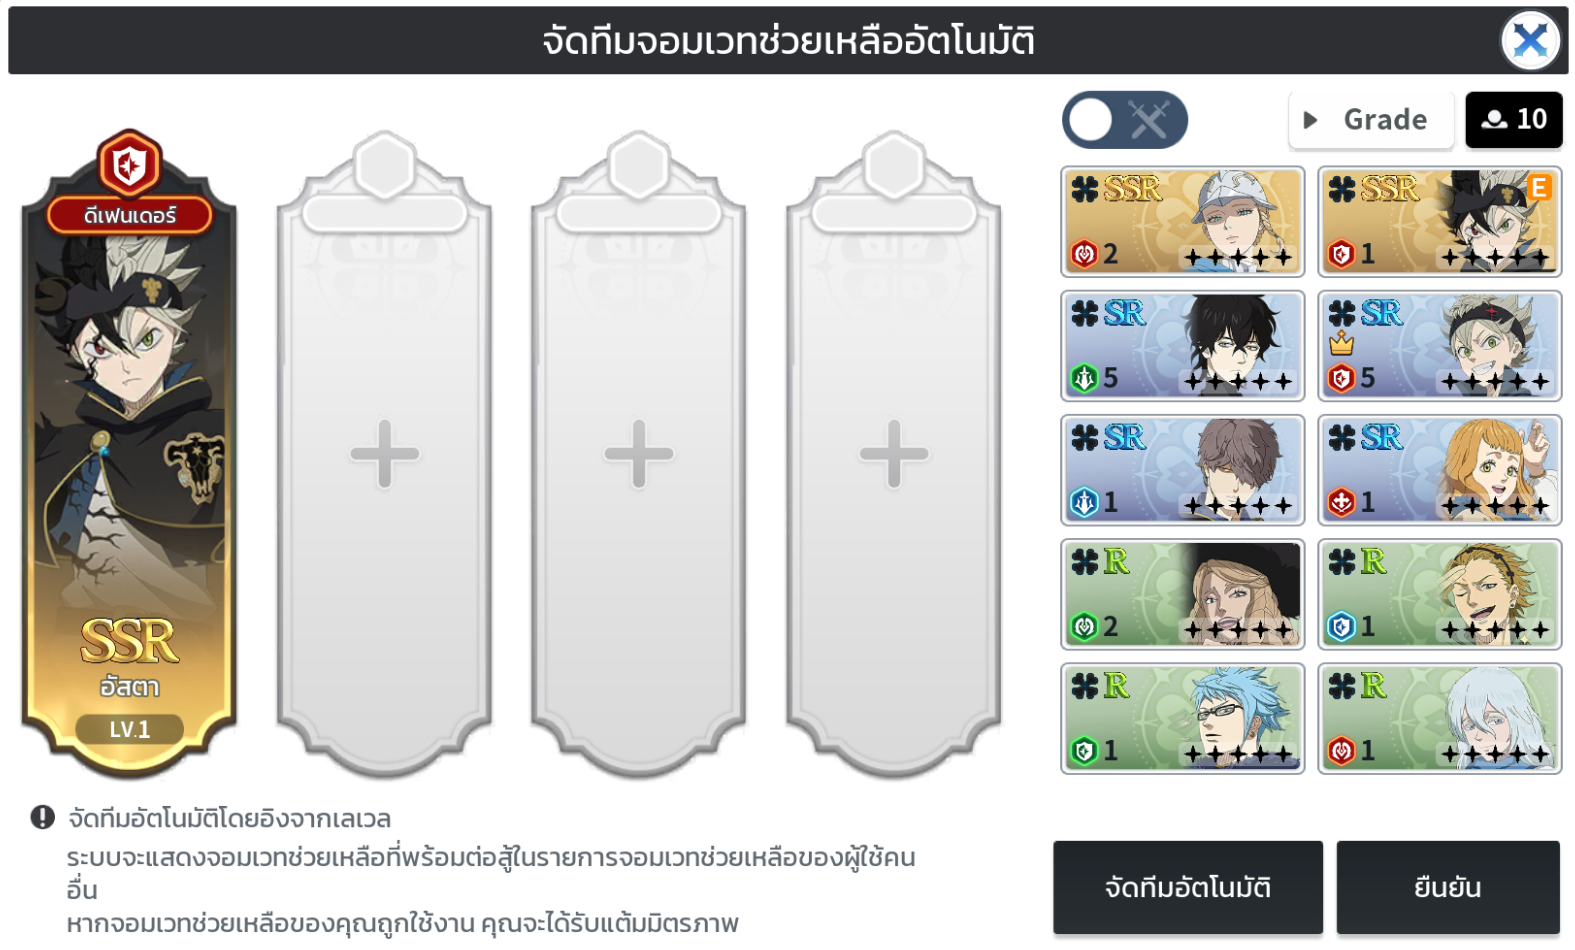 จัดทีมจอมเวทช่วยเหลืออัตโนมัติ
Grade
10
ดีเฟนเดอร์
SSR
อัสตา
LV.1
SSR
2
SSR
E
1
SR
5
SR
5
SR
1
SR
1
R
2
R
1
R
1
R
1
จัดทีมอัตโนมัติโดยอิงจากเลเวล
ระบบจะแสดงจอมเวทช่วยเหลือที่พร้อมต่อสู้ในรายการจอมเวทช่วยเหลือของผู้ใช้คน
อื่น
หากจอมเวทช่วยเหลือของคุณถูกใช้งาน คุณจะได้รับแต้มมิตรภาพ
จัดทีมอัตโนมัติ
ยืนยัน